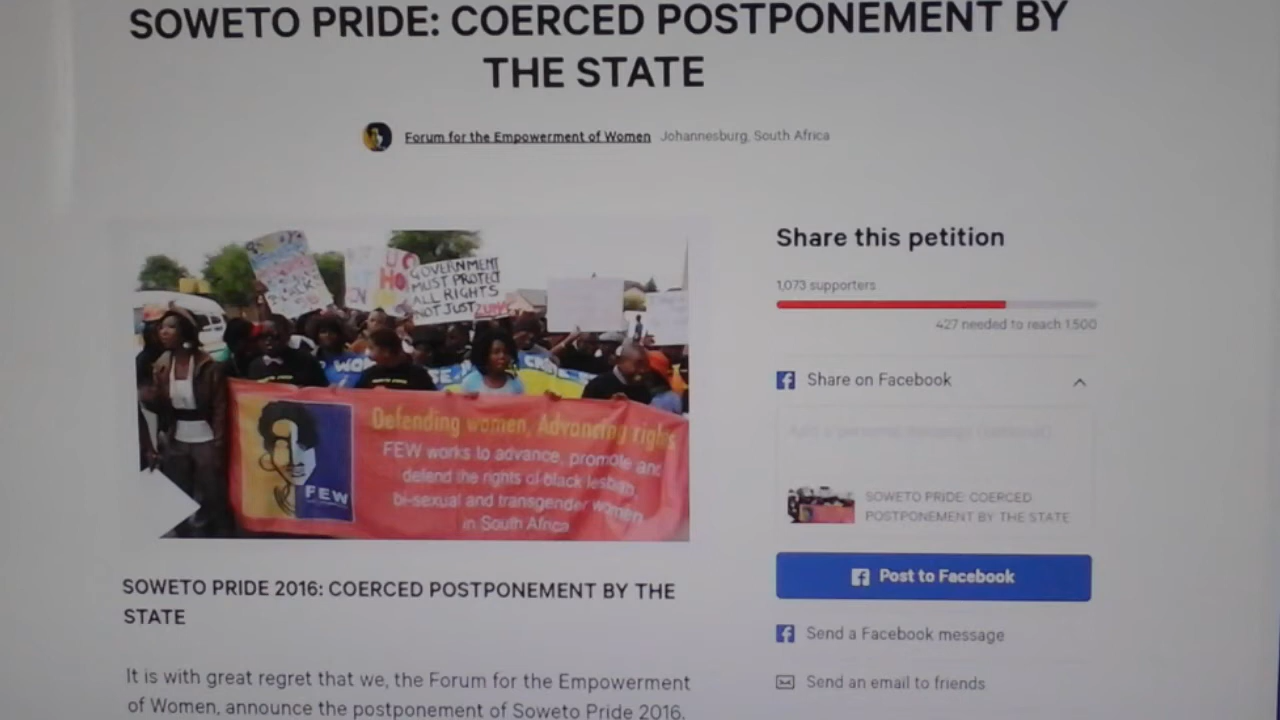 SOWETO PRIDE: COERCED POSTPONEMENT BY
THE STATE
Forum for the Empowerment of Women Johannesburg, South Africa
GOVERNMENT
MUST PROTECT
ALL RIGHTS
NOT JUST ZUMA'S
Defending women, Advancing rights
FEW works to advance, promote and
defend the rights of black lesbian,
bi-sexual and transgender women
in South Africa
FEW
Share this petition
1,073 supporters
427 needed to reach 1,500
Share on Facebook
Add a personal message (optional)
SOWETO PRIDE: COERCED
POSTPONEMENT BY THE STATE
Post to Facebook
Send a Facebook message
Send an email to friends
SOWETO PRIDE 2016: COERCED POSTPONEMENT BY THE
STATE
It is with great regret that we, the Forum for the Empowerment
of Women, announce the postponement of Soweto Pride 2016.